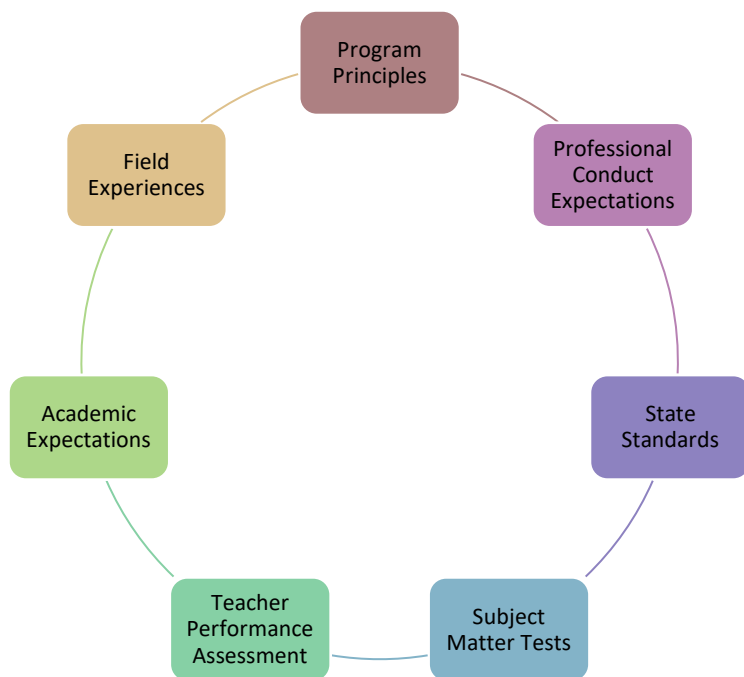 Program
Principles
Professional
Conduct
Expectations
State
Standards
Subject
Matter Tests
Teacher
Performance
Assessment
Academic
Expectations
Field
Experiences